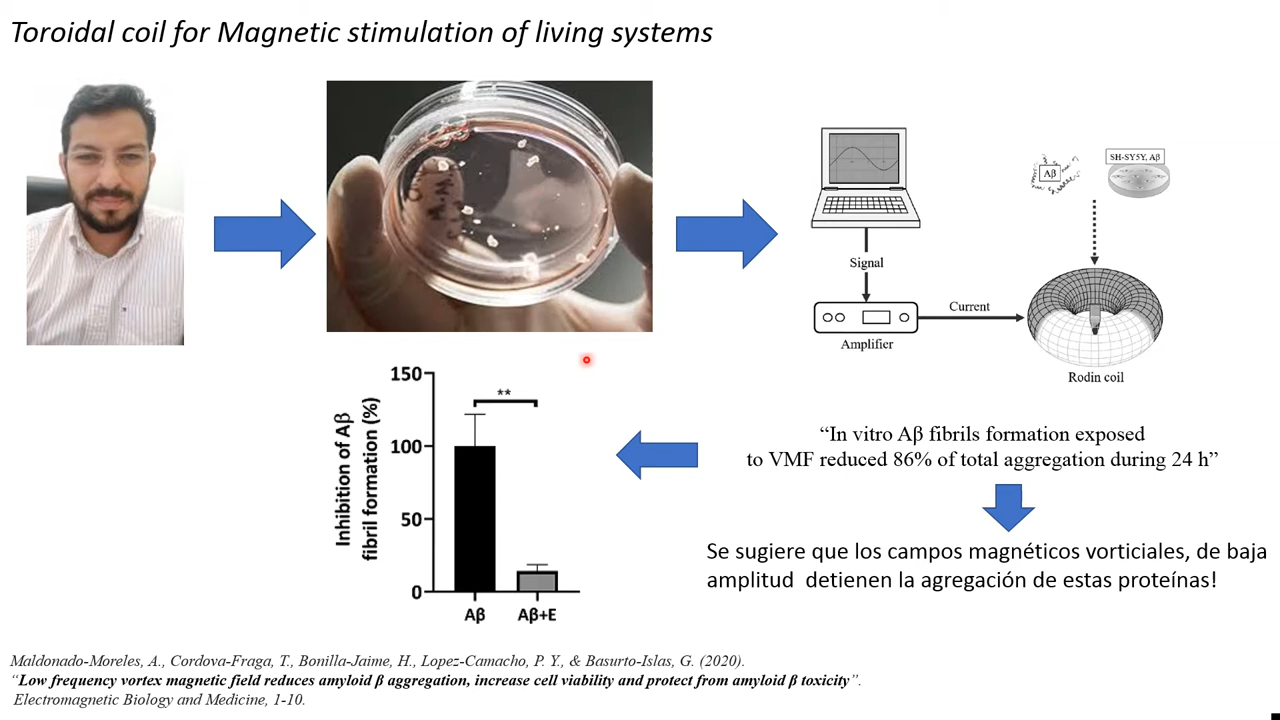 Toroidal coil for Magnetic stimulation of living systems
Aβ
SH-SY5Y, Aβ
Signal
Current
Amplifier
Rodin coil
150
100
50
0
**
Inhibition of Aβ
fibril formation (%)
Aβ
Aβ+E
“In vitro Aβ fibrils formation exposed
to VMF reduced 86% of total aggregation during 24 h”
Se sugiere que los campos magnéticos vorticiales, de baja
amplitud detienen la agregación de estas proteínas!
Maldonado-Moreles, A., Cordova-Fraga, T., Bonilla-Jaime, H., Lopez-Camacho, P. Y., & Basurto-Islas, G. (2020).
“Low frequency vortex magnetic field reduces amyloid β aggregation, increase cell viability and protect from amyloid β toxicity”.
Electromagnetic Biology and Medicine, 1-10.